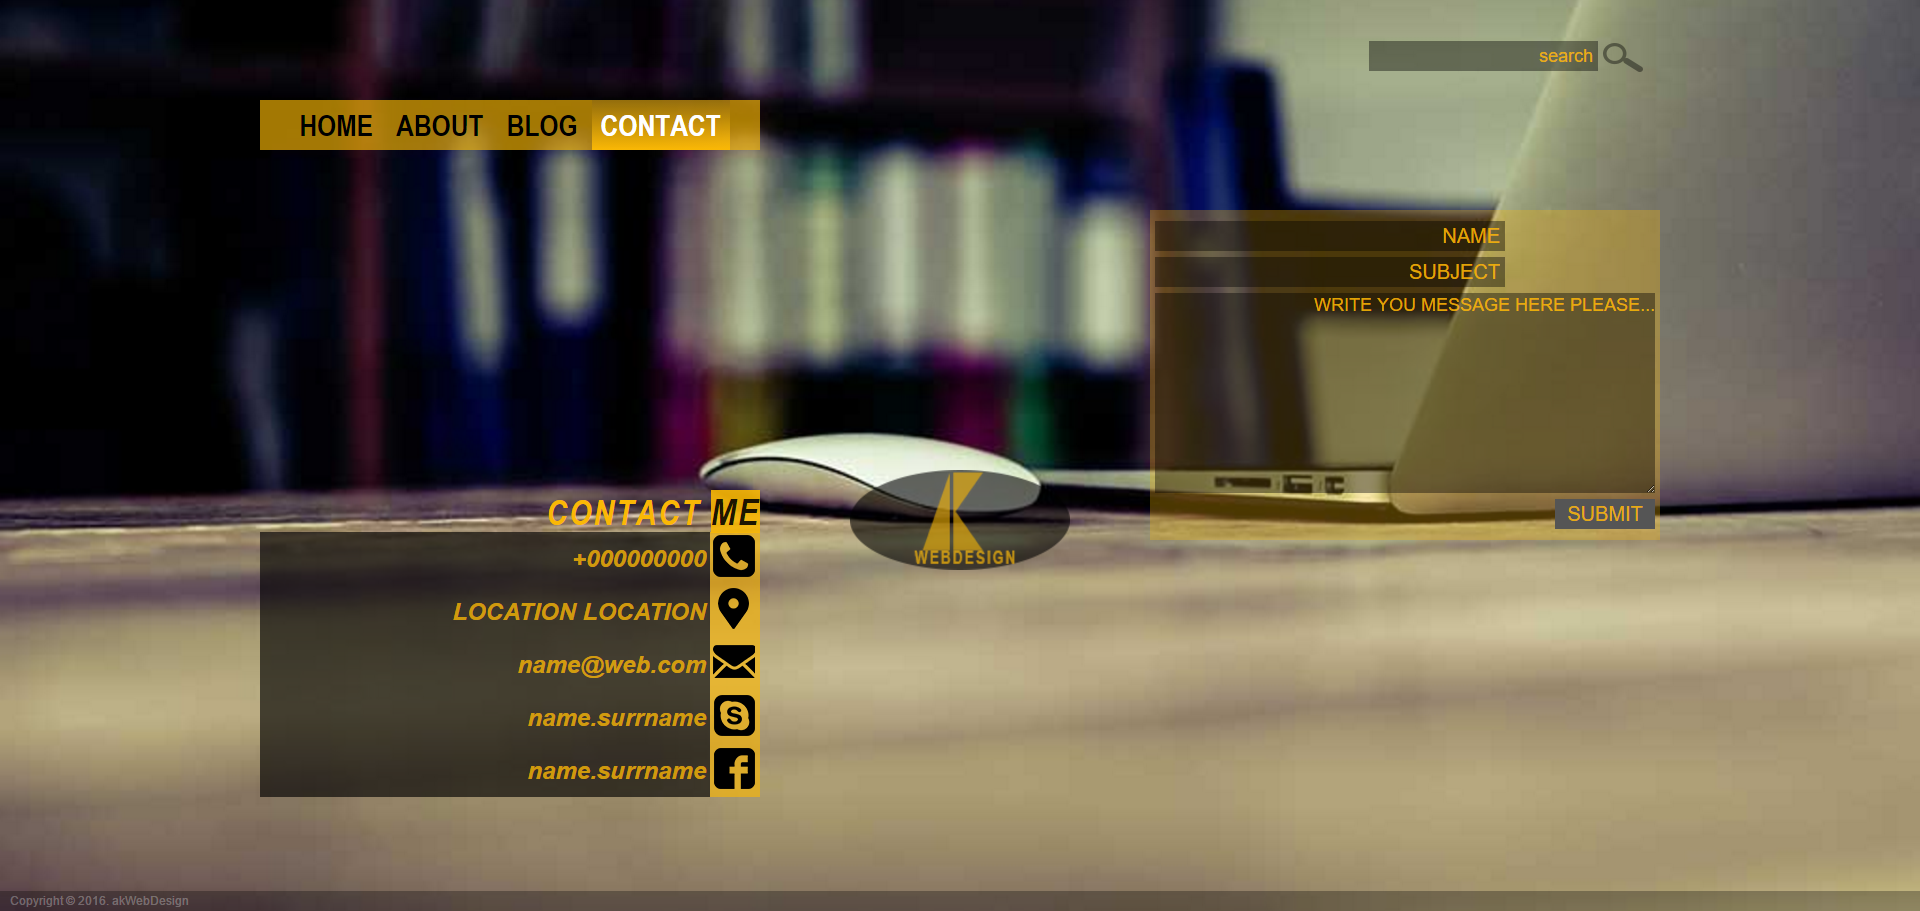 search
HOME ABOUT BLOG CONTACT
NAME
SUBJECT
WRITE YOU MESSAGE HERE PLEASE...
SUBMIT
WEBDESIGN
CONTACT ME
+000000000
LOCATION LOCATION
name@web.com
name.surrname
name.surrname
Copyright © 2016. akWebDesign